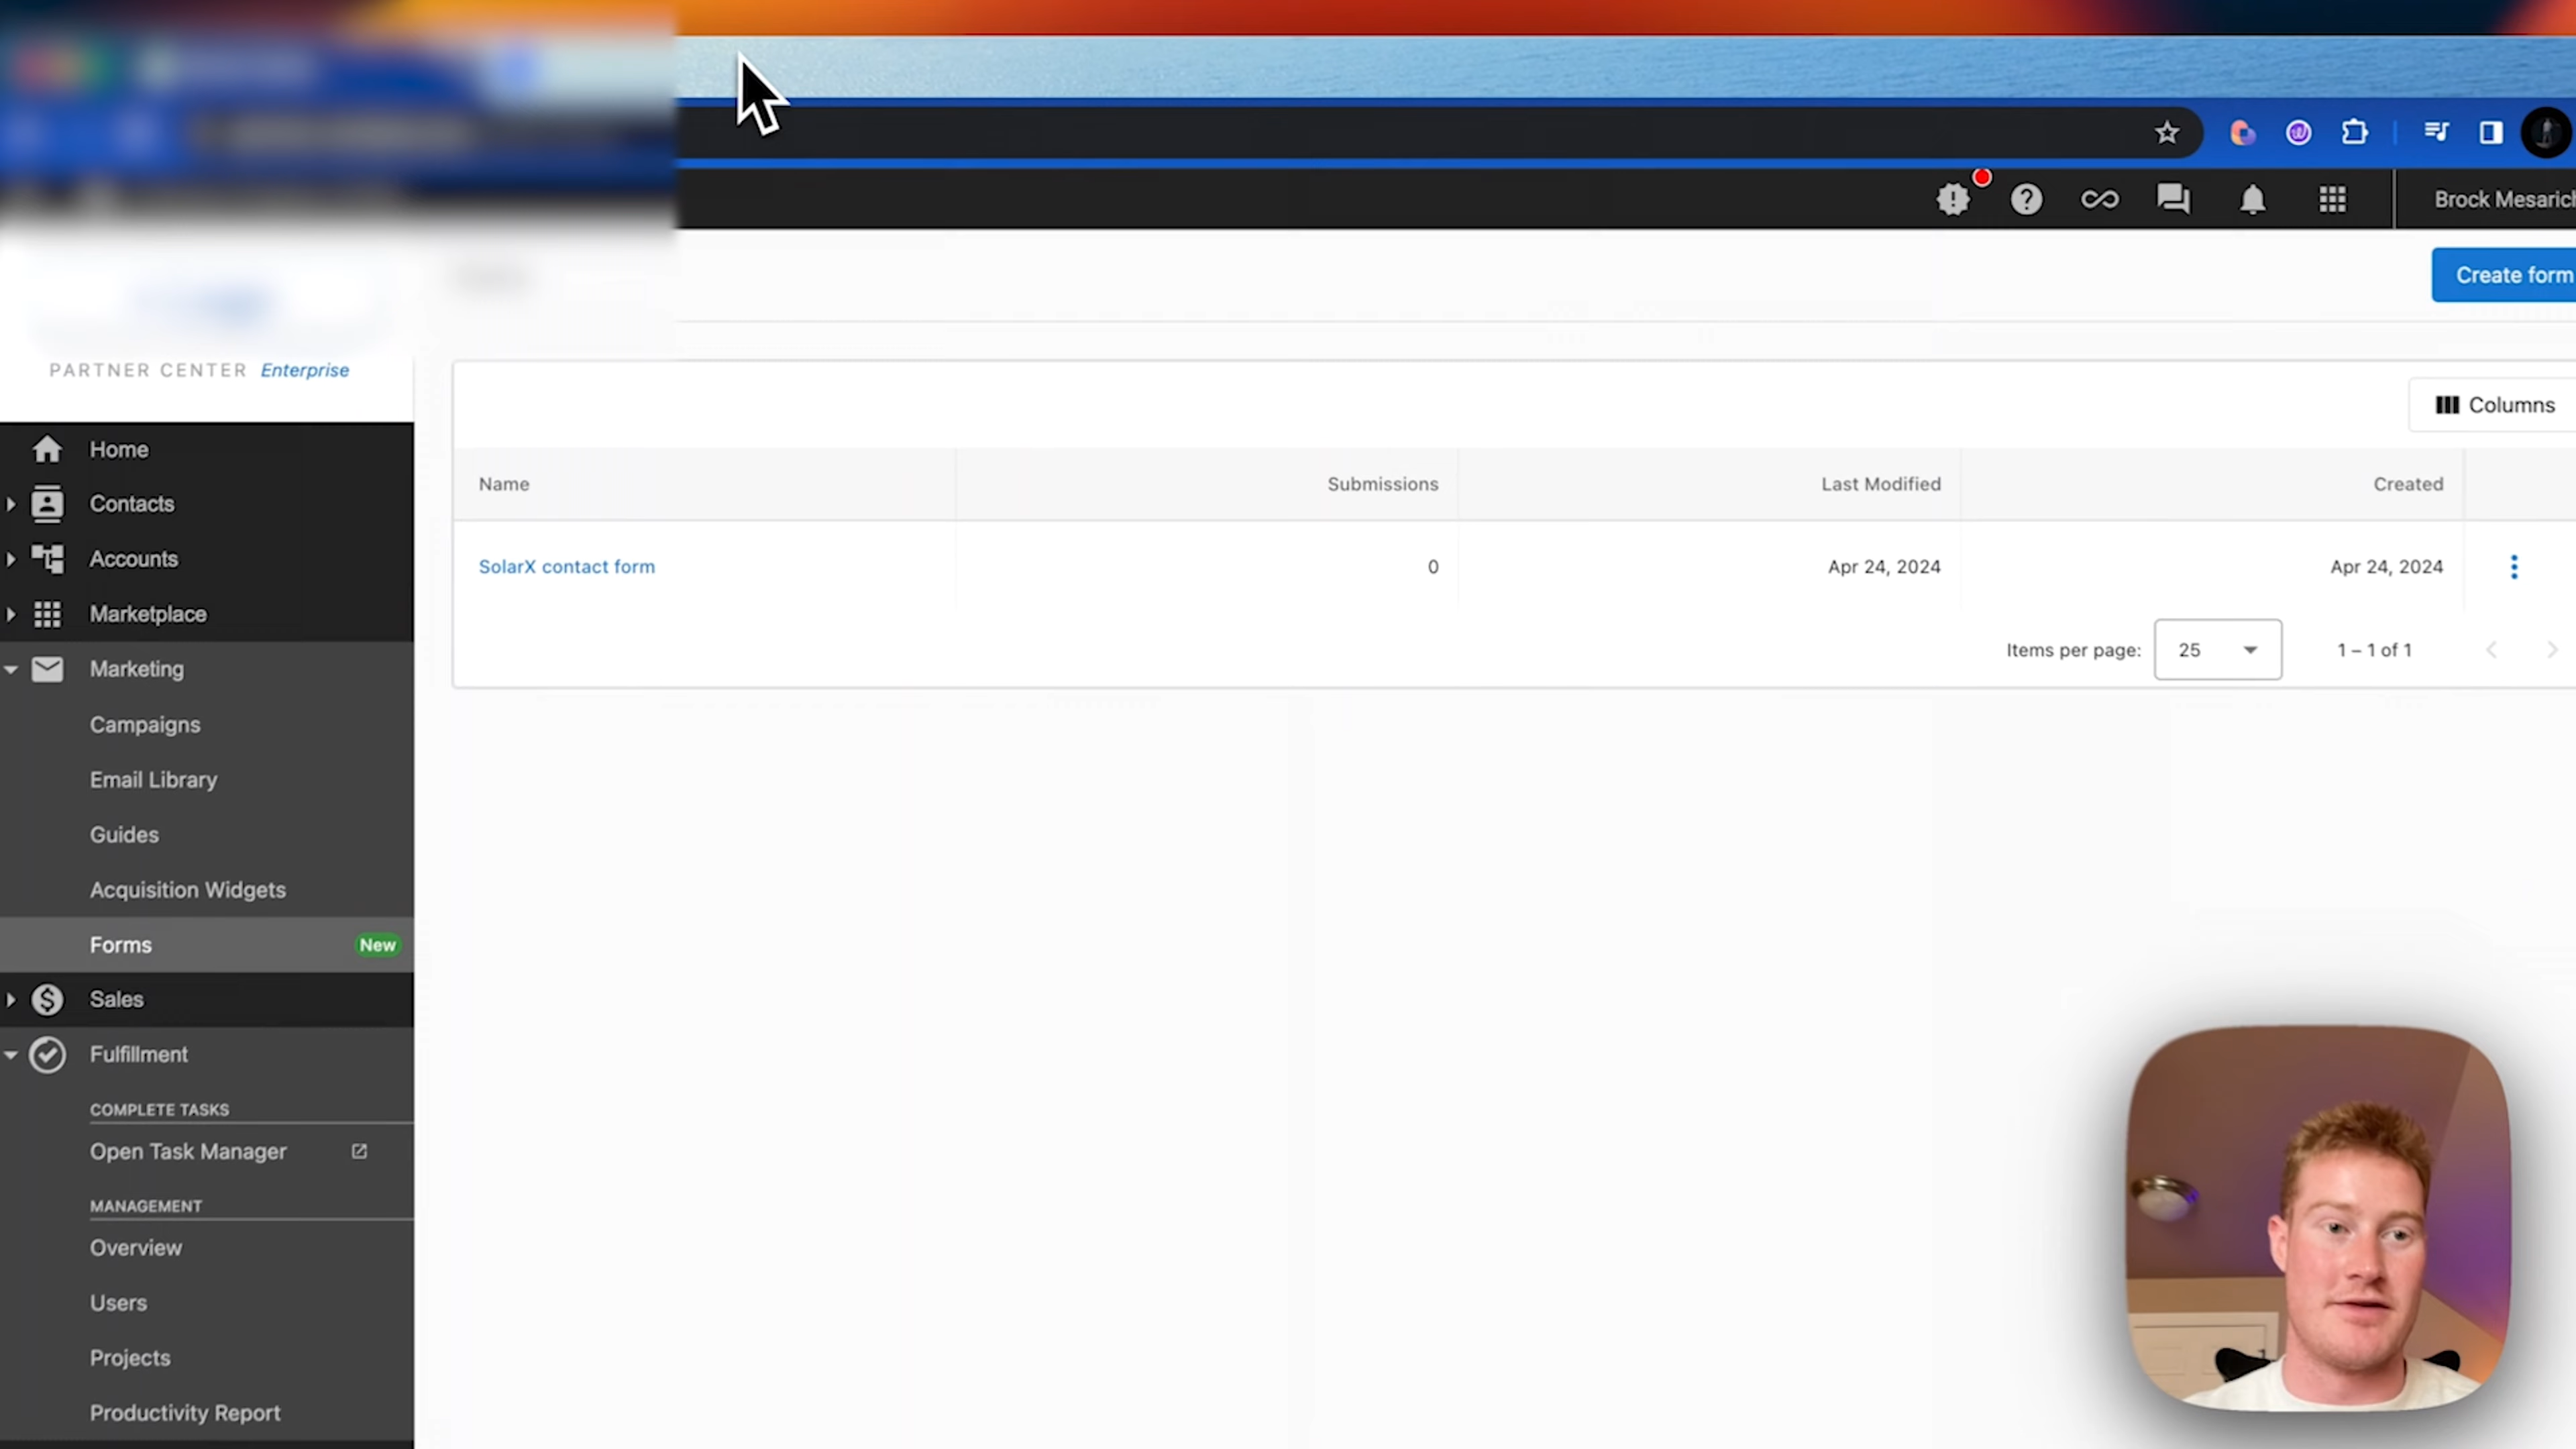 Brock Mesarich
Create form
PARTNER CENTER Enterprise
Columns
Home
Contacts
Accounts
Marketplace
Marketing
Campaigns
Email Library
Guides
Acquisition Widgets
Forms New
Sales
Fulfillment
COMPLETE TASKS
Open Task Manager
MANAGEMENT
Overview
Users
Projects
Productivity Report
Name Submissions Last Modified Created
SolarX contact form 0 Apr 24, 2024 Apr 24, 2024
Items per page: 25 1 – 1 of 1